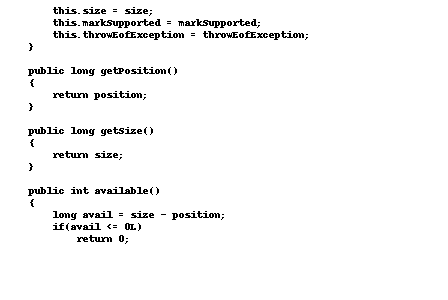 this.size = size;
this.markSupported = markSupported;
this.throwEofException = throwEofException;
}
public long getPosition()
{
return position;
}
public long getSize()
{
return size;
}
public int available()
{
long avail = size - position;
if(avail <= 0L)
return 0;